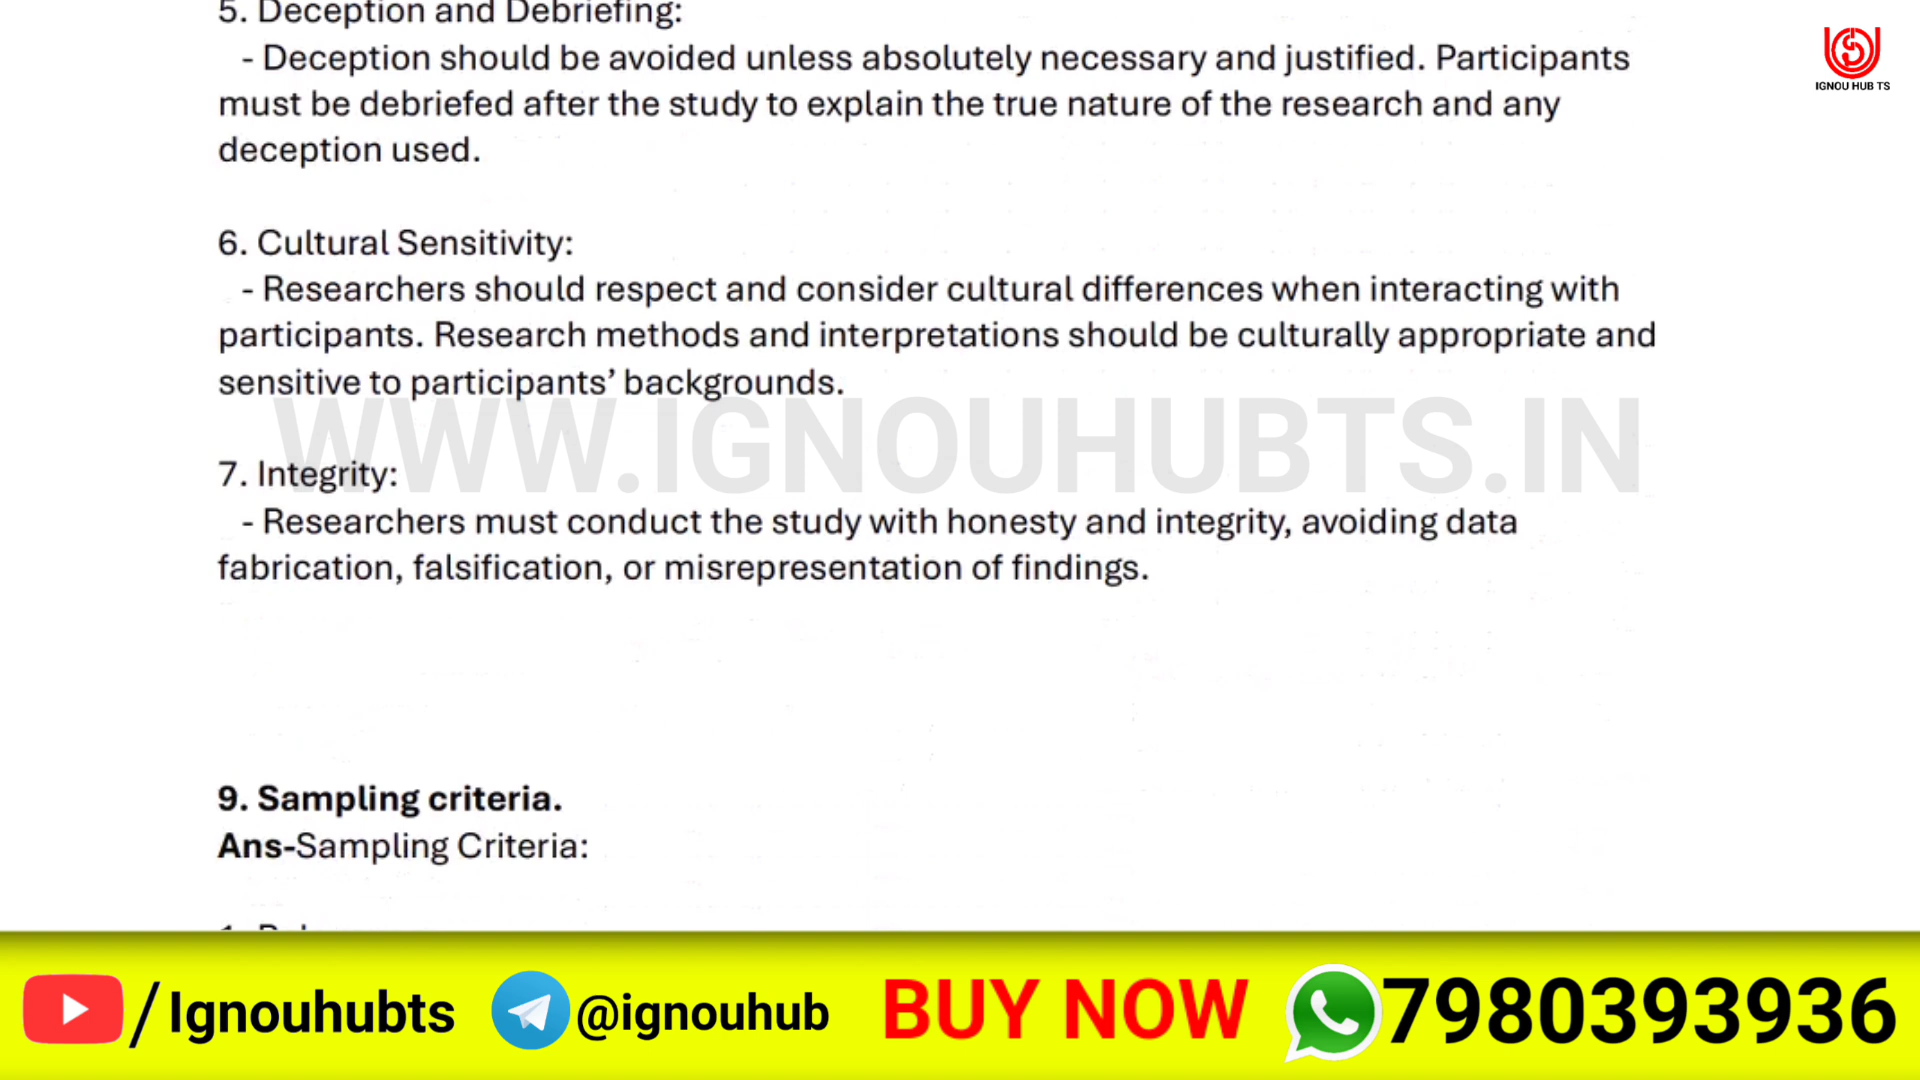 5. Deception and Debriefing:
- Deception should be avoided unless absolutely necessary and justified. Participants
must be debriefed after the study to explain the true nature of the research and any
deception used.
6. Cultural Sensitivity:
- Researchers should respect and consider cultural differences when interacting with
participants. Research methods and interpretations should be culturally appropriate and
sensitive to participants’ backgrounds.
WWW.IGNOUHUBTS.IN
7. Integrity:
- Researchers must conduct the study with honesty and integrity, avoiding data
fabrication, falsification, or misrepresentation of findings.
9. Sampling criteria.
Ans-Sampling Criteria:
IGNOU HUB TS
/Ignouhubts @ignouhub BUY NOW 7980393936